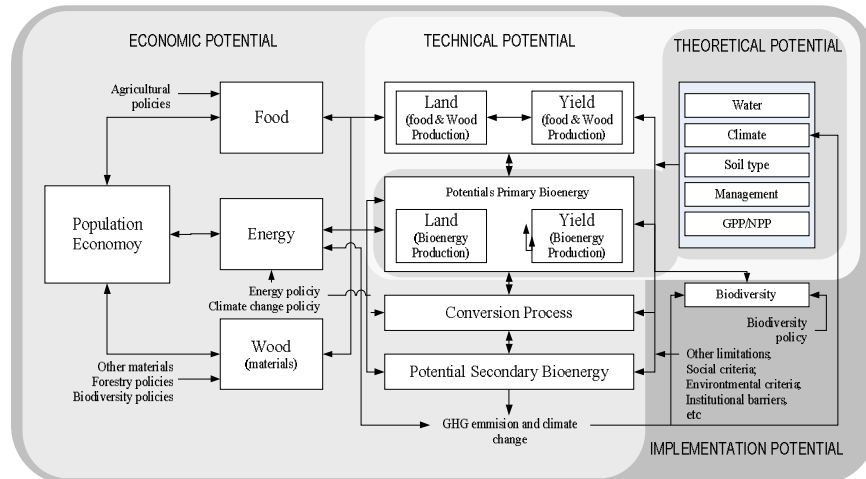 ECONOMIC POTENTIAL
TECHNICAL POTENTIAL
THEORETICAL POTENTIAL
Agricultural
policies
Food
Land
(food & Wood
Production)
Yield
(food & Wood
Production)
Water
Climate
Soil type
Management
GPP/NPP
Population
Economoy
Energy
Potentials Primary Bioenergy
Land
(Bioenergy
Production)
Yield
(Bioenergy
Production)
Energy policiy
Climate change policiy
Conversion Process
Biodiversity
Biodiversity
policy
Wood
(materials)
Other materials
Forestry policies
Biodiversity policies
Potential Secondary Bioenergy
Other limitations;
Social criteria;
Environtmental criteria;
Institutional barriers,
etc
GHG emmision and climate
change
IMPLEMENTATION POTENTIAL